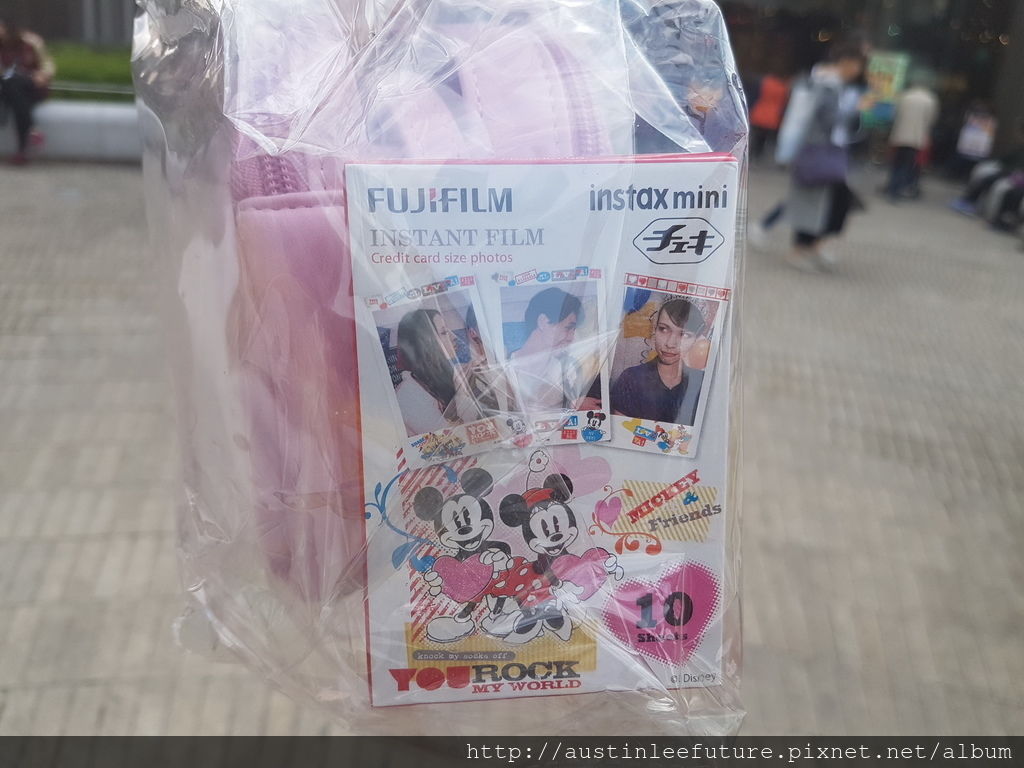 FUJIFILM
instax mini
チェキ
INSTANT FILM
Credit card size photos
MICKEY
&
Friends
10
Sheets
knock my socks off
YOU ROCK
MY WORLD
© Disney
http://austinleefuture.pixnet.net/album